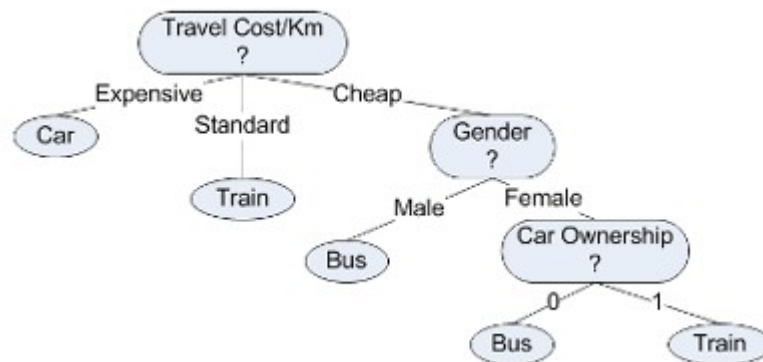 Travel Cost/Km
?
Expensive
Cheap
Car
Standard
Gender
?
Train
Male
Female
Car Ownership
?
Bus
0
1
Bus
Train